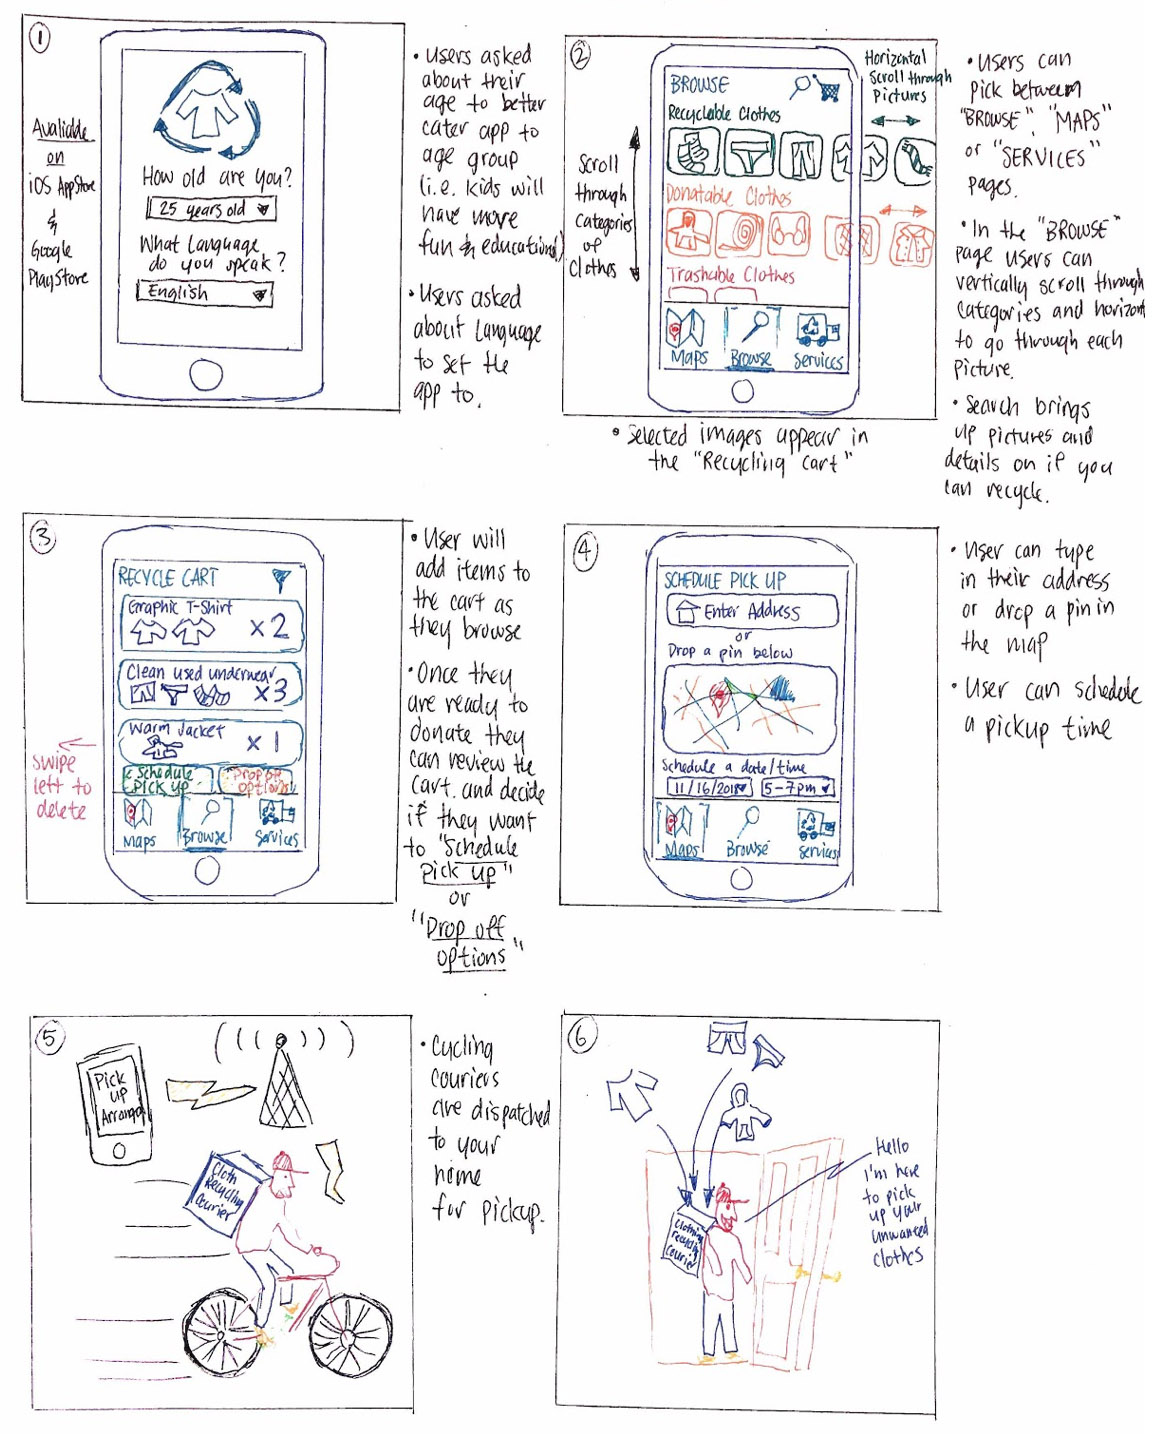 1
Avaliable
on
iOS AppStore
&
Google
PlayStore
How old are you?
25 years old
What Language
do you speak?
English
• Users asked
about their
age to better
cater app to
age group
(i.e. kids will
have more
fun & educational)
• Users asked
about Language
to set the
app to.
2
Scroll
through
Categories
of
Clothes
BROWSE
Recyclable Clothes
Donatable Clothes
Trashable Clothes
Maps
Browse
Services
Horizontal
Scroll through
Pictures
• Selected images appear in
the "Recycling Cart"
• Users can
pick between
"BROWSE", "MAPS"
or "SERVICES"
pages.
• In the "BROWSE"
page users can
vertically scroll through
Categories and horizont
to go through each
Picture.
• Search brings
up pictures and
details on if you
can recycle.
3
swipe
left to
delete
RECYCLE CART
Graphic T-Shirt
x2
Clean used underwear
x3
Warm Jacket
x1
Schedule
Pick up
Drop off
options
Maps
Browse
Services
• User will
add items to
the cart as
they browse
• Once they
are ready to
donate they
can review the
Cart. and decide
if they want
to "Schedule
Pick up"
or
"Drop off
options"
4
SCHEDULE PICK UP
Enter Address
or
Drop a pin below
Schedule a date/time
11/16/2018
5-7pm
Maps
Browse
Services
• User can type
in their address
or drop a pin in
the map
• User can schedule
a pickup time
5
Pick
up
Arranged
Cloth
Recycling
Courier
• Cycling
couriers
are dispatched
to your
home
for pickup.
6
Clothing
recycling
Courier
Hello
I'm here
to pick
up your
unwanted
clothes